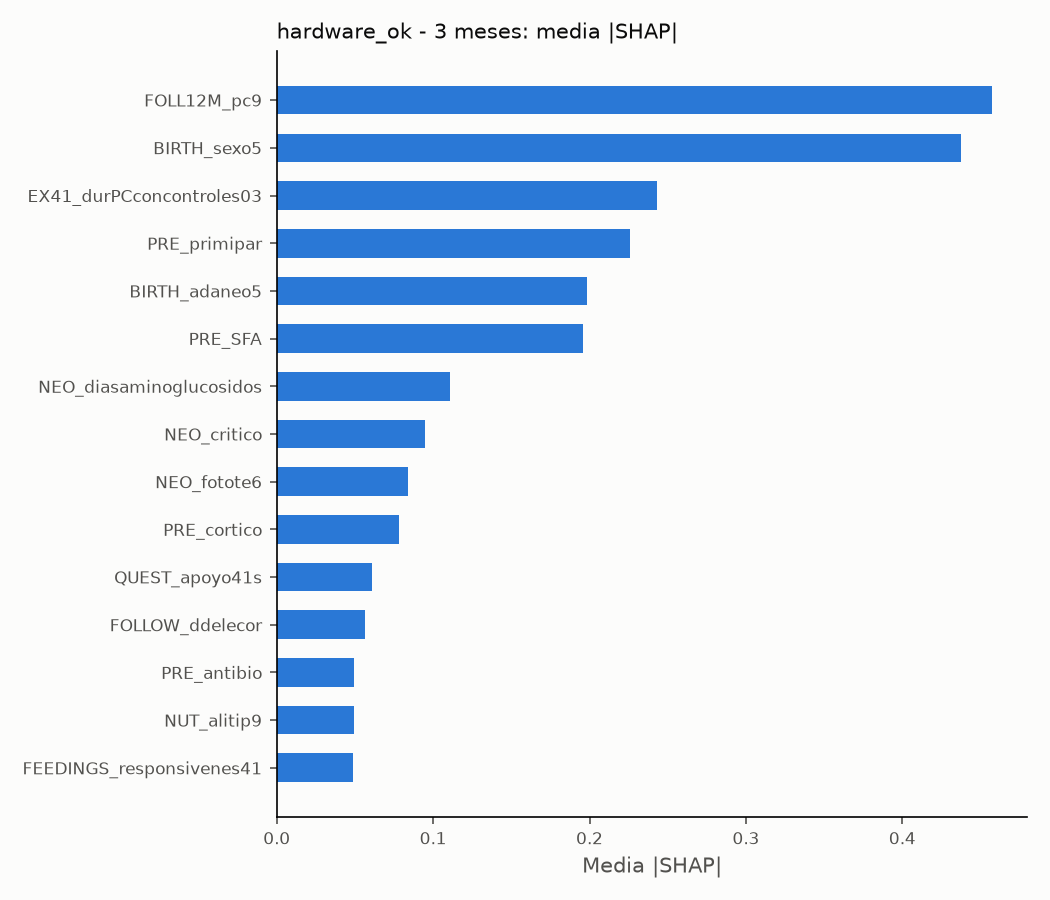 hardware_ok - 3 meses: media |SHAP|
FOLL12M_pc9
BIRTH_sexo5
EX41_durPCconcontroles03
PRE_primipar
BIRTH_adaneo5
PRE_SFA
NEO_diasaminoglucosidos
NEO_critico
NEO_fotote6
PRE_cortico
QUEST_apoyo41s
FOLLOW_ddelecor
PRE_antibio
NUT_alitip9
FEEDINGS_responsivenes41
0.0 0.1 0.2 0.3 0.4
Media |SHAP|